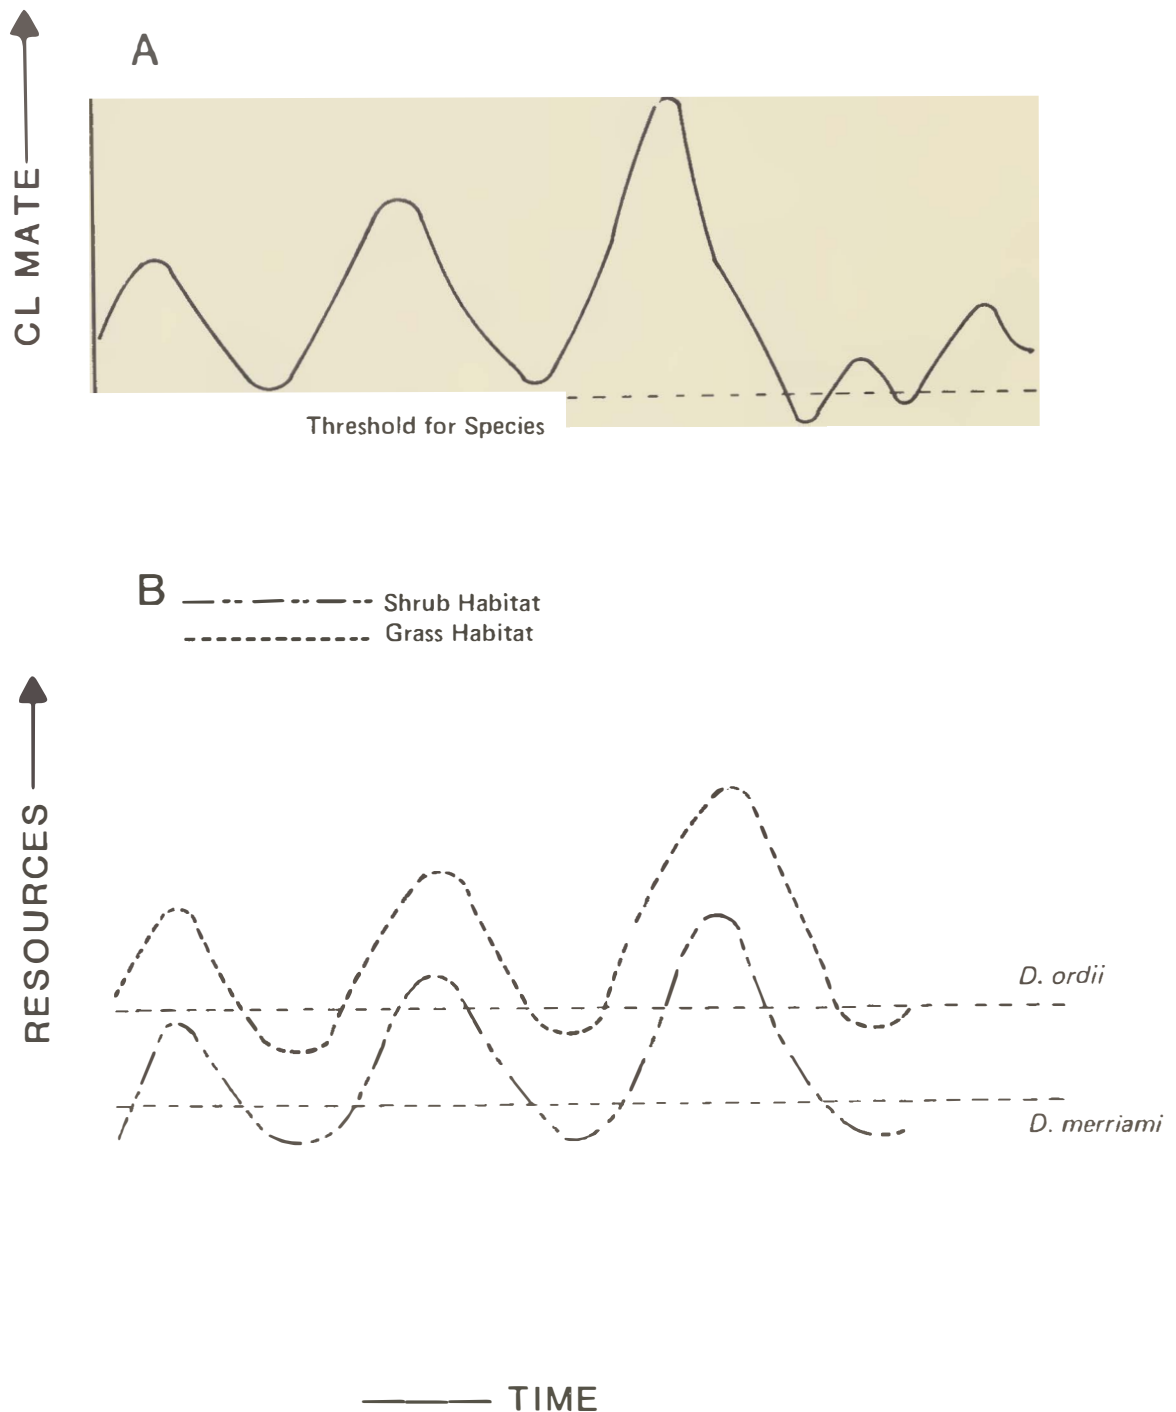 A
CL MATE
Threshold for Species
B
Shrub Habitat
Grass Habitat
RESOURCES
D. ordii
D. merriami
TIME